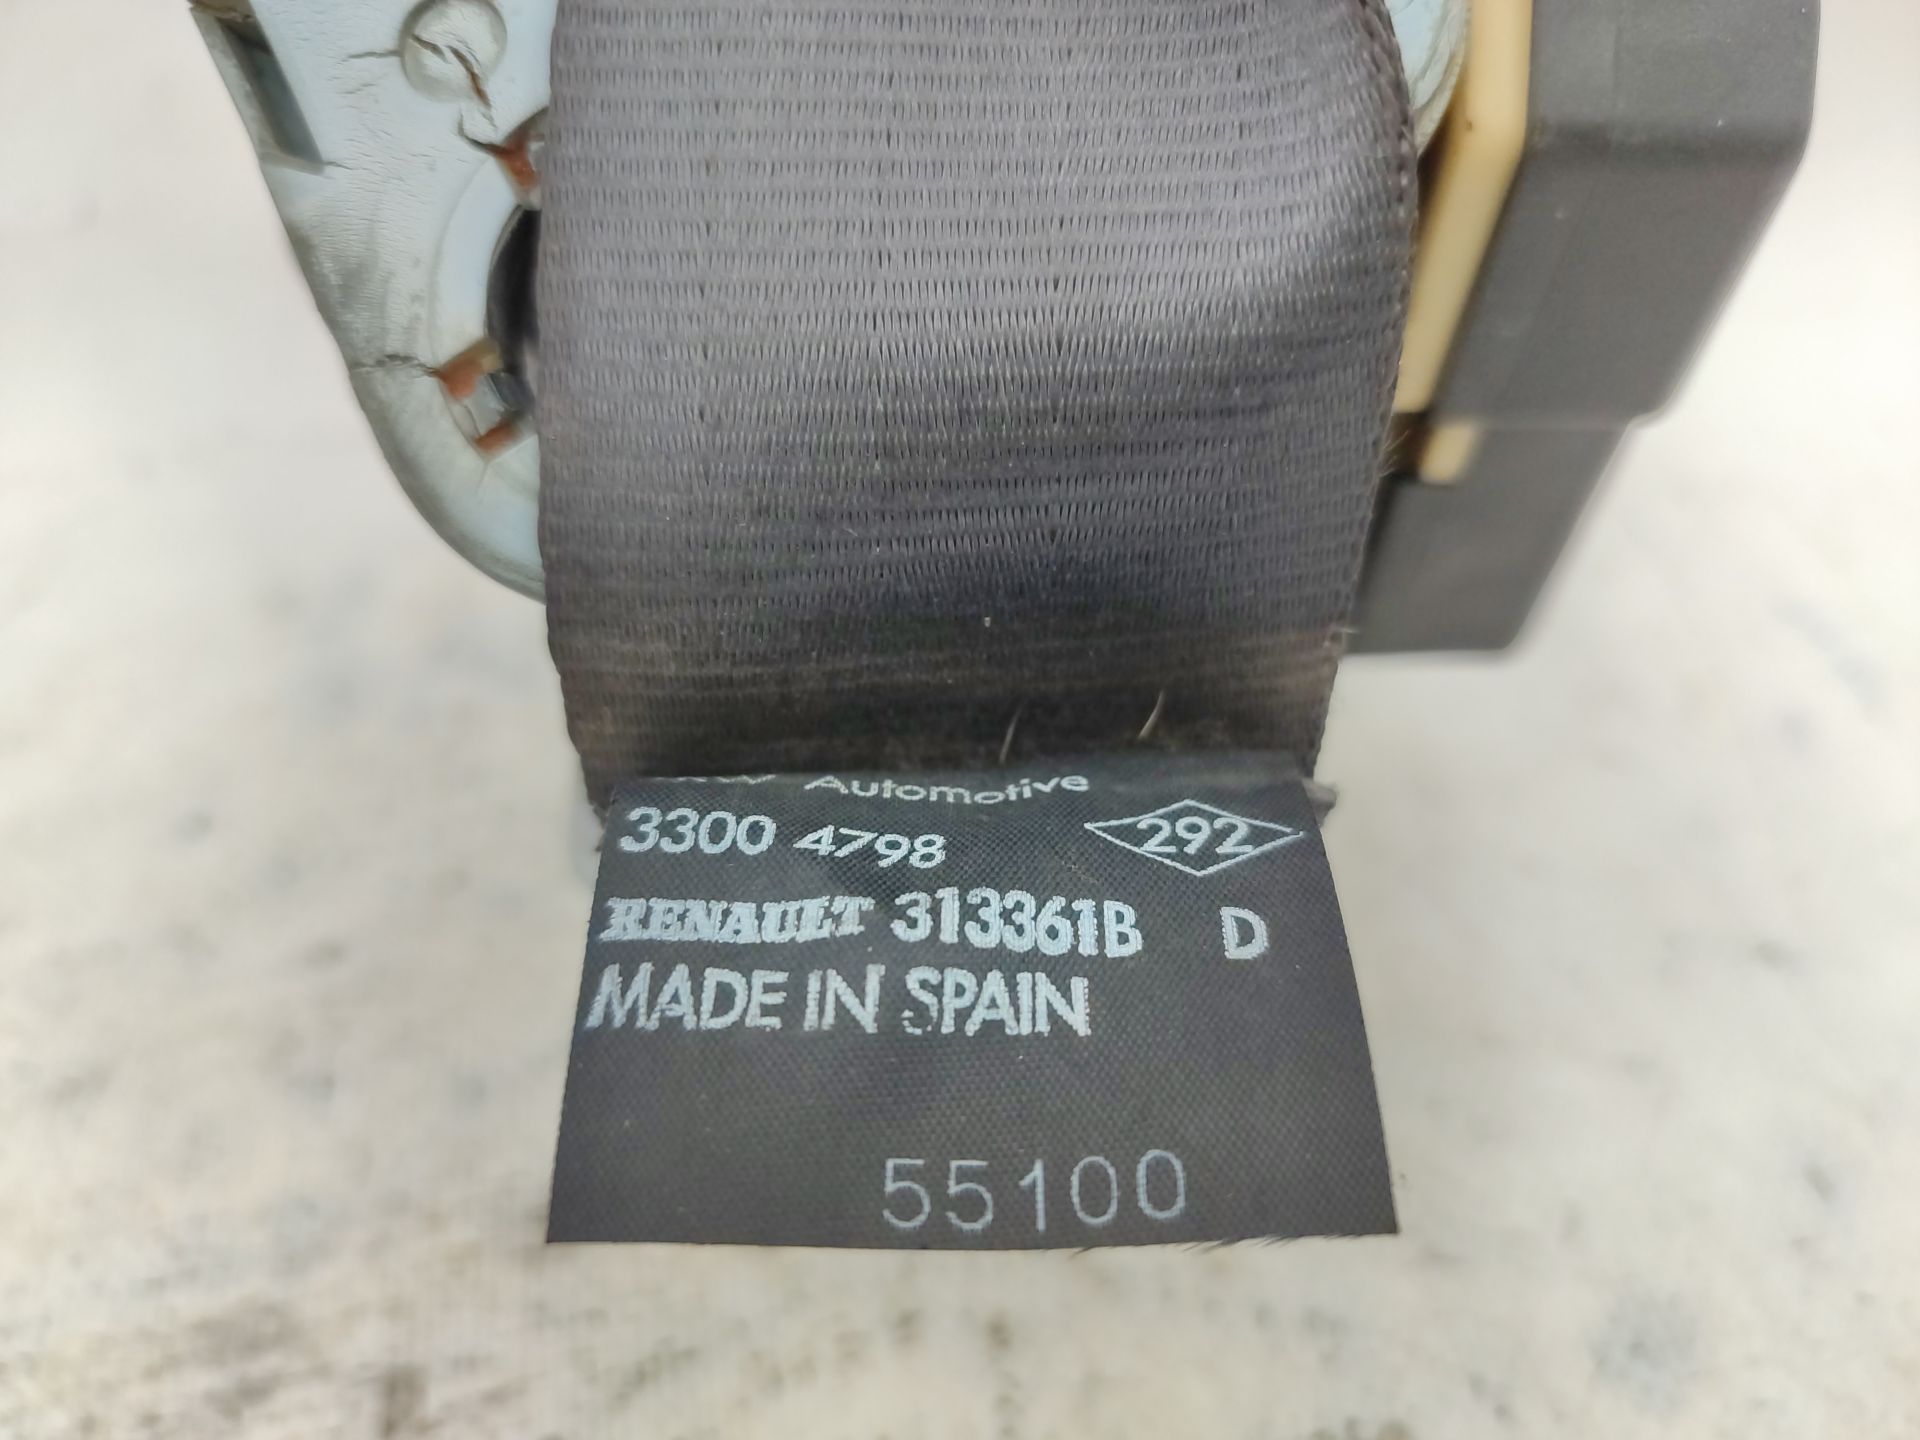 Automotive
3300 4798 292
RENAULT 313361B D
MADE IN SPAIN
55100